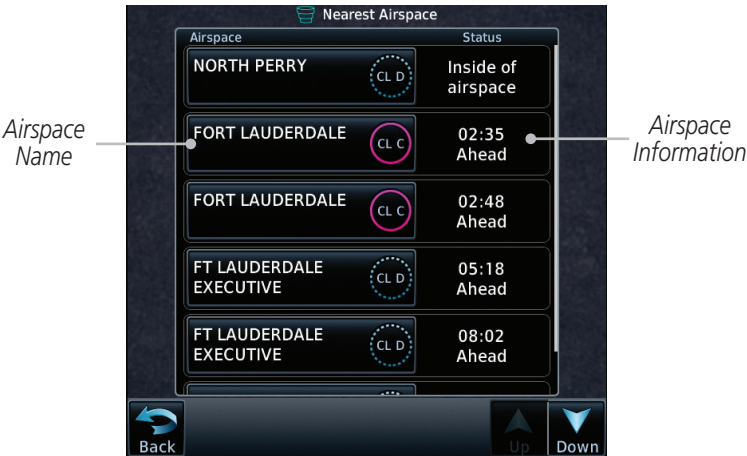 Nearest Airspace
Airspace Status
NORTH PERRY
CL D
Inside of
airspace
Airspace
Name
FORT LAUDERDALE
CL C
02:35
Ahead
Airspace
Information
FORT LAUDERDALE
CL C
02:48
Ahead
FT LAUDERDALE
EXECUTIVE
CL D
05:18
Ahead
FT LAUDERDALE
EXECUTIVE
CL D
08:02
Ahead
Back Up Down